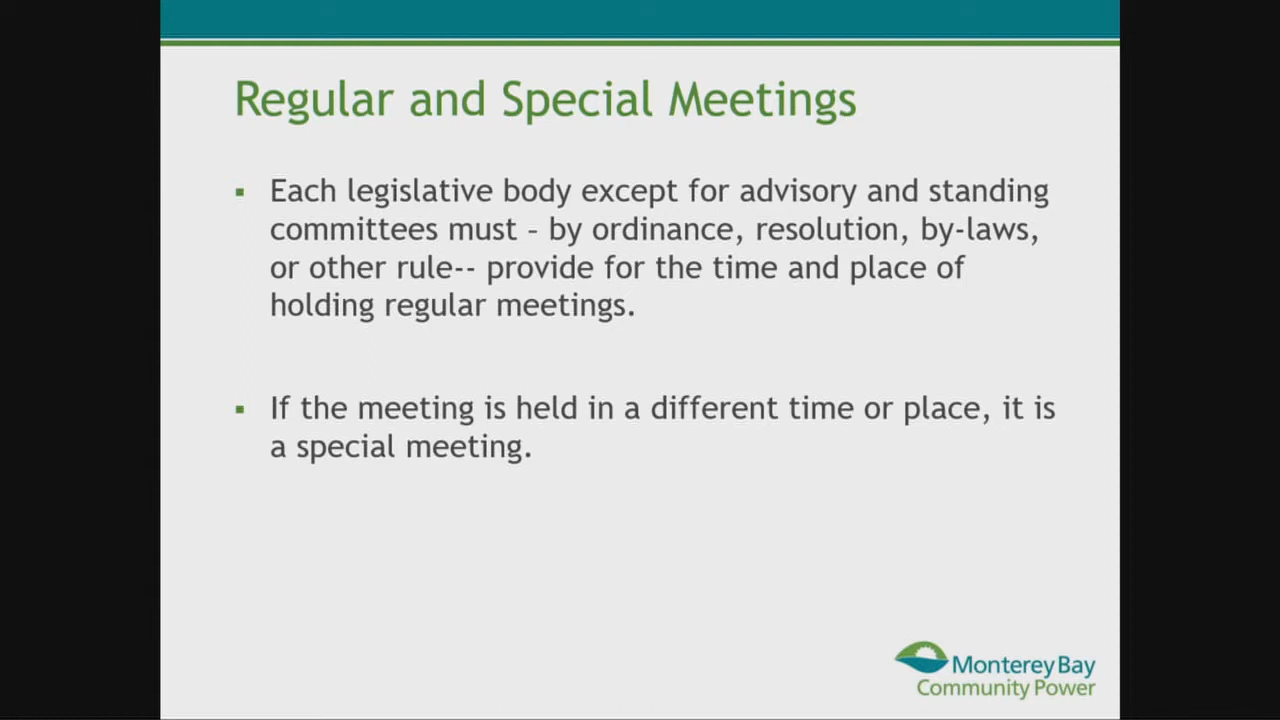 Regular and Special Meetings
▪ Each legislative body except for advisory and standing
committees must – by ordinance, resolution, by-laws,
or other rule-- provide for the time and place of
holding regular meetings.
▪ If the meeting is held in a different time or place, it is
a special meeting.
Monterey Bay
Community Power